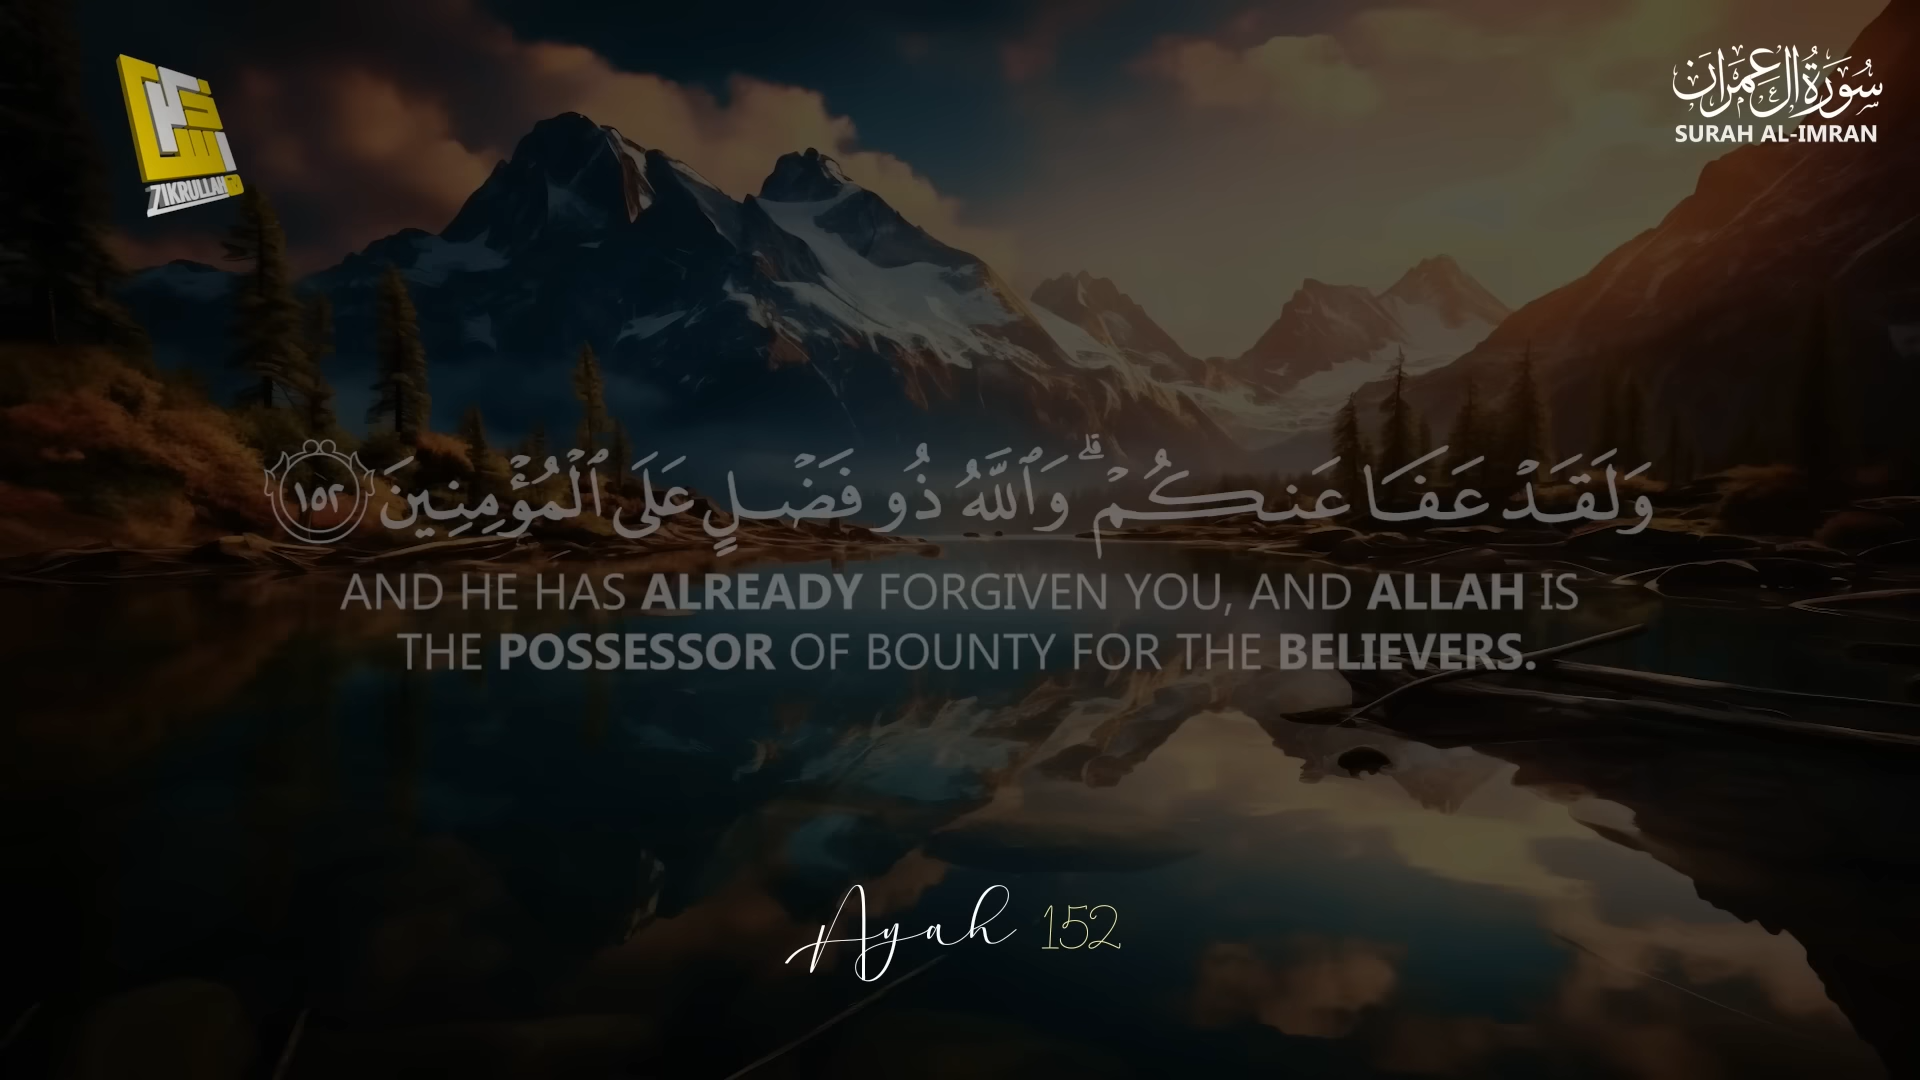 سُورَةُ اٰل عِمرَان
SURAH AL-IMRAN
ZIKRULLAH
وَلَقَدۡ عَفَا عَنكُمۡۗ وَٱللَّهُ ذُو فَضۡلٍ عَلَى ٱلۡمُؤۡمِنِينَ ١٥٢
AND HE HAS ALREADY FORGIVEN YOU, AND ALLAH IS
THE POSSESSOR OF BOUNTY FOR THE BELIEVERS.
Ayah 152